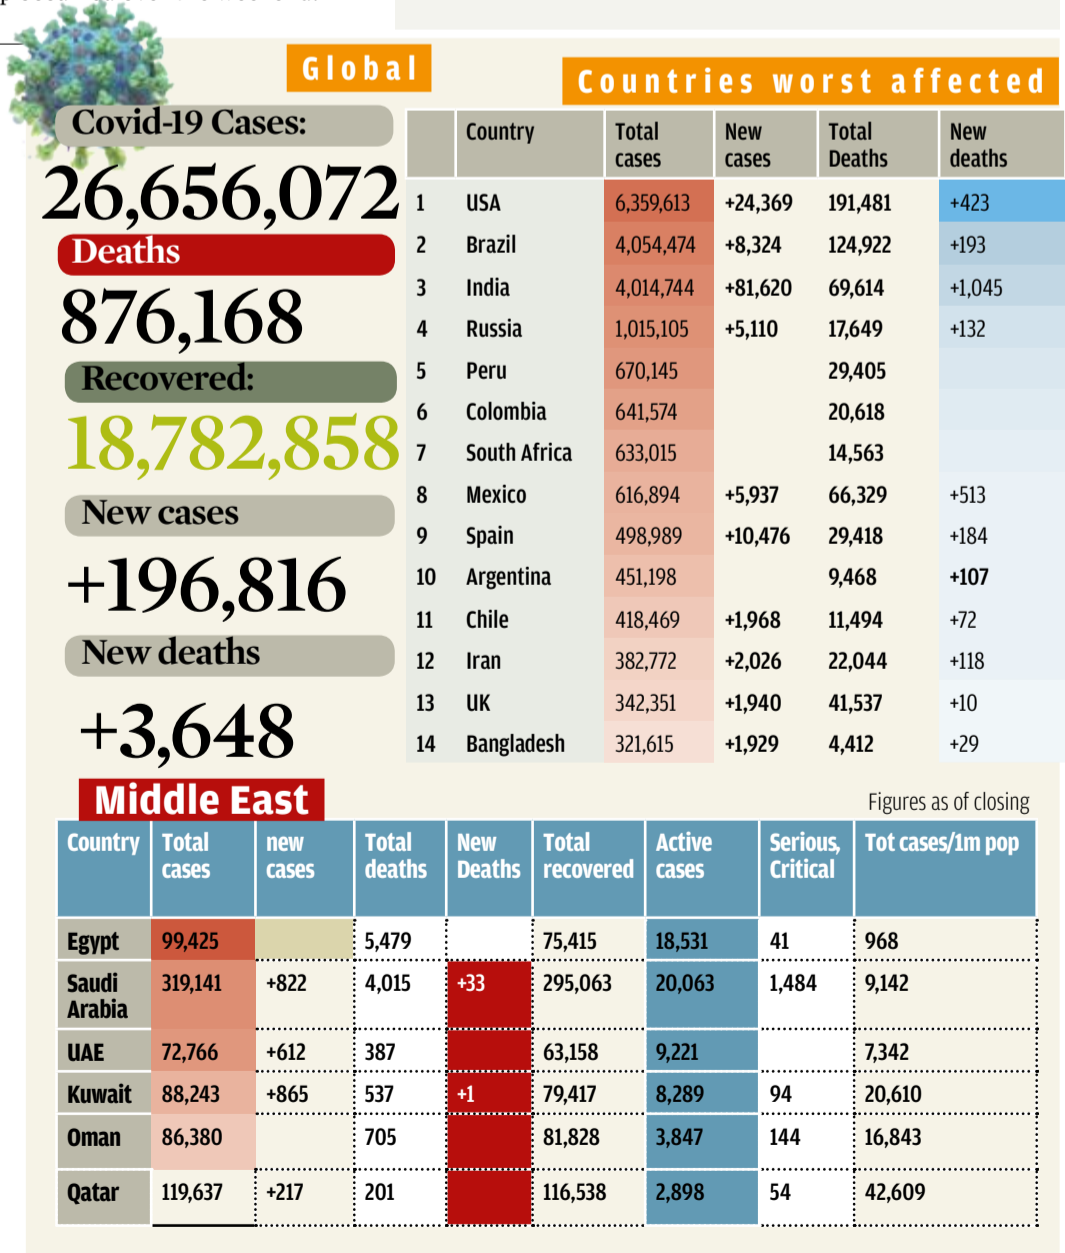 Global
Covid-19 Cases:
26,656,072
Deaths
876,168
Recovered:
18,782,858
New cases
+196,816
New deaths
+3,648
Countries worst affected
Country Total cases New cases Total Deaths New deaths
1 USA 6,359,613 +24,369 191,481 +423
2 Brazil 4,054,474 +8,324 124,922 +193
3 India 4,014,744 +81,620 69,614 +1,045
4 Russia 1,015,105 +5,110 17,649 +132
5 Peru 670,145 29,405
6 Colombia 641,574 20,618
7 South Africa 633,015 14,563
8 Mexico 616,894 +5,937 66,329 +513
9 Spain 498,989 +10,476 29,418 +184
10 Argentina 451,198 9,468 +107
11 Chile 418,469 +1,968 11,494 +72
12 Iran 382,772 +2,026 22,044 +118
13 UK 342,351 +1,940 41,537 +10
14 Bangladesh 321,615 +1,929 4,412 +29
Middle East
Figures as of closing
Country Total cases new cases Total deaths New Deaths Total recovered Active cases Serious, Critical Tot cases/1m pop
Egypt 99,425 5,479 75,415 18,531 41 968
Saudi Arabia 319,141 +822 4,015 +33 295,063 20,063 1,484 9,142
UAE 72,766 +612 387 63,158 9,221 7,342
Kuwait 88,243 +865 537 +1 79,417 8,289 94 20,610
Oman 86,380 705 81,828 3,847 144 16,843
Qatar 119,637 +217 201 116,538 2,898 54 42,609